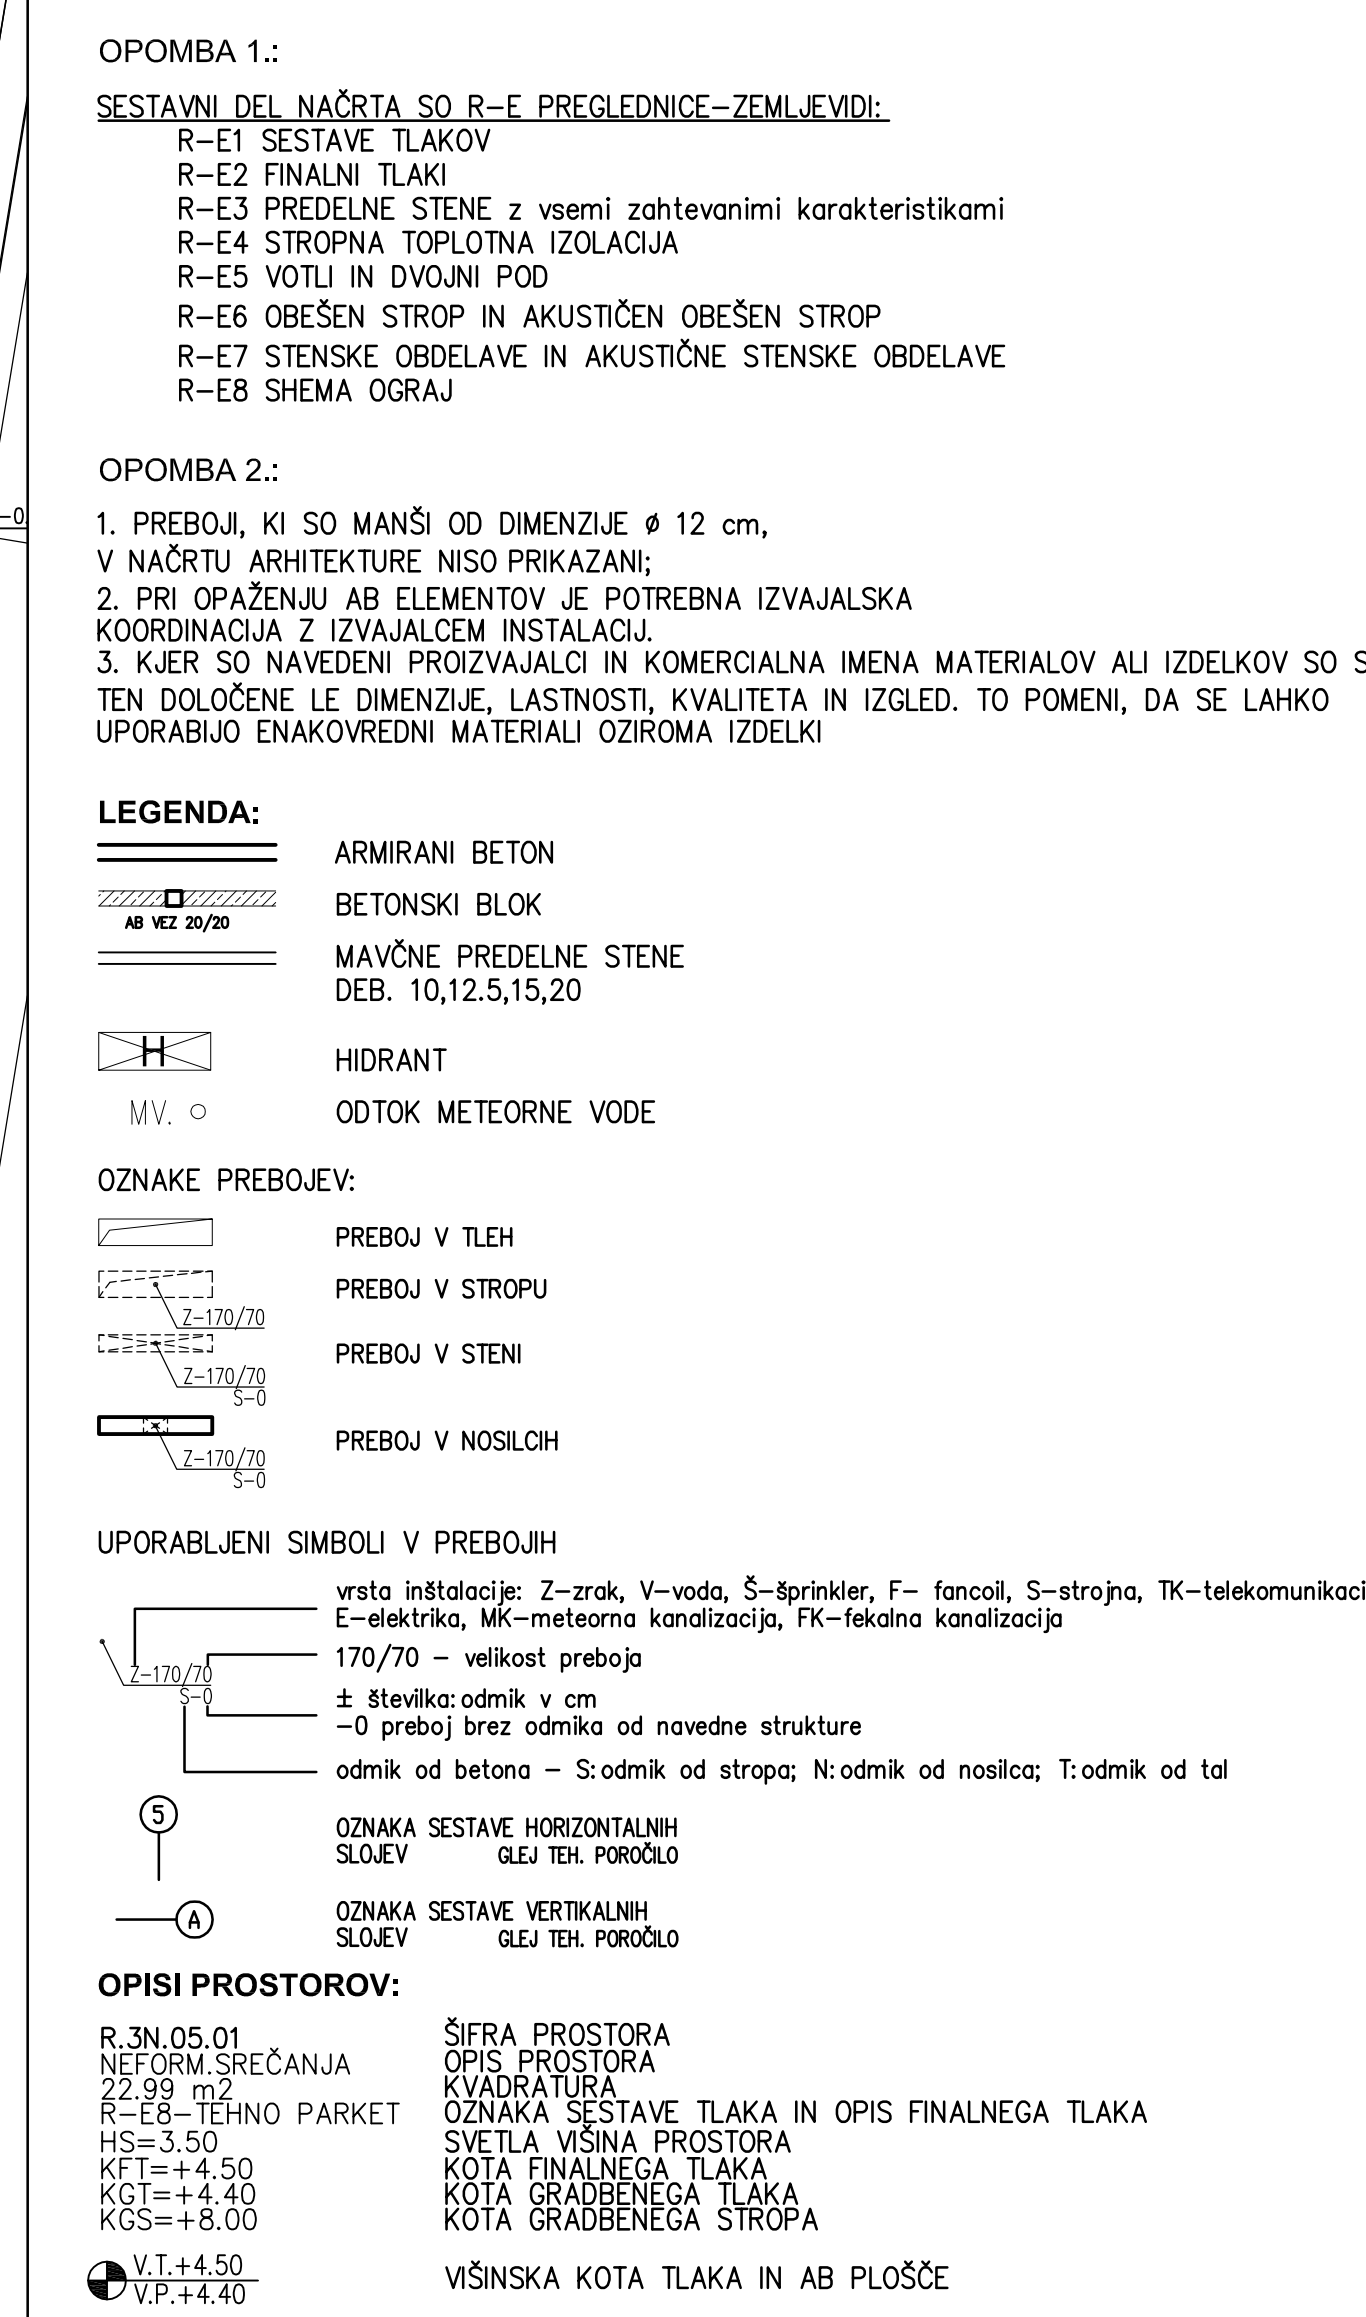 OPOMBA 1.:
SESTAVNI DEL NAČRTA SO R-E PREGLEDNICE-ZEMLJEVIDI:
R-E1 SESTAVE TLAKOV
R-E2 FINALNI TLAKI
R-E3 PREDELNE STENE z vsemi zahtevanimi karakteristikami
R-E4 STROPNA TOPLOTNA IZOLACIJA
R-E5 VOTLI IN DVOJNI POD
R-E6 OBEŠEN STROP IN AKUSTIČEN OBEŠEN STROP
R-E7 STENSKE OBDELAVE IN AKUSTIČNE STENSKE OBDELAVE
R-E8 SHEMA OGRAJ
OPOMBA 2.:
-0
1. PREBOJI, KI SO MANŠI OD DIMENZIJE ø 12 cm,
V NAČRTU ARHITEKTURE NISO PRIKAZANI;
2. PRI OPAŽENJU AB ELEMENTOV JE POTREBNA IZVAJALSKA
KOORDINACIJA Z IZVAJALCEM INSTALACIJ.
3. KJER SO NAVEDENI PROIZVAJALCI IN KOMERCIALNA IMENA MATERIALOV ALI IZDELKOV SO S
TEN DOLOČENE LE DIMENZIJE, LASTNOSTI, KVALITETA IN IZGLED. TO POMENI, DA SE LAHKO
UPORABIJO ENAKOVREDNI MATERIALI OZIROMA IZDELKI
LEGENDA:
ARMIRANI BETON
BETONSKI BLOK
AB VEZ 20/20
MAVČNE PREDELNE STENE
DEB. 10,12.5,15,20
H HIDRANT
MV. ODTOK METEORNE VODE
OZNAKE PREBOJEV:
PREBOJ V TLEH
PREBOJ V STROPU
Z-170/70
PREBOJ V STENI
Z-170/70
S-0
PREBOJ V NOSILCIH
Z-170/70
S-0
UPORABLJENI SIMBOLI V PREBOJIH
vrsta inštalacije: Z-zrak, V-voda, Š-šprinkler, F- fancoil, S-strojna, TK-telekomunikaci
E-elektrika, MK-meteorna kanalizacija, FK-fekalna kanalizacija
170/70 - velikost preboja
Z-170/70
S-0
± številka:odmik v cm
-0 preboj brez odmika od navedne strukture
odmik od betona - S:odmik od stropa; N:odmik od nosilca; T:odmik od tal
5
OZNAKA SESTAVE HORIZONTALNIH
SLOJEV GLEJ TEH. POROČILO
A
OZNAKA SESTAVE VERTIKALNIH
SLOJEV GLEJ TEH. POROČILO
OPISI PROSTOROV:
R.3N.05.01 ŠIFRA PROSTORA
NEFORM.SREČANJA OPIS PROSTORA
22.99 m2 KVADRATURA
R-E8-TEHNO PARKET OZNAKA SESTAVE TLAKA IN OPIS FINALNEGA TLAKA
HS=3.50 SVETLA VIŠINA PROSTORA
KFT=+4.50 KOTA FINALNEGA TLAKA
KGT=+4.40 KOTA GRADBENEGA TLAKA
KGS=+8.00 KOTA GRADBENEGA STROPA
V.T.+4.50
V.P.+4.40
VIŠINSKA KOTA TLAKA IN AB PLOŠČE